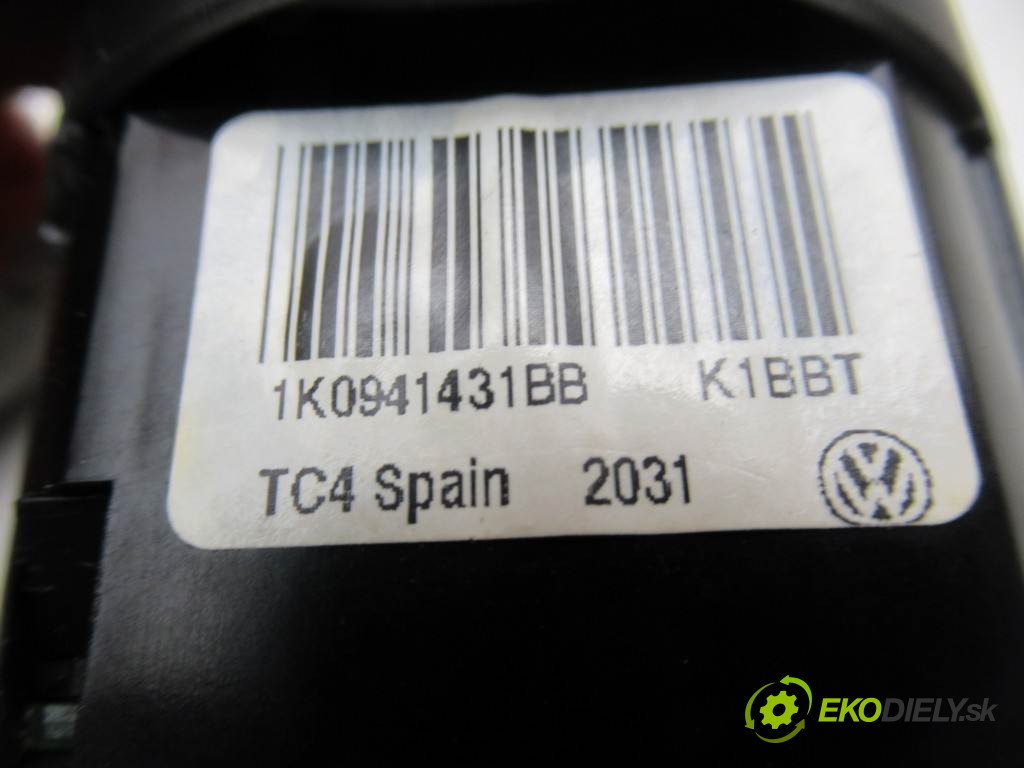 1K0941431BB K1BBT
TC4 Spain 2031
EKODIELY.sk